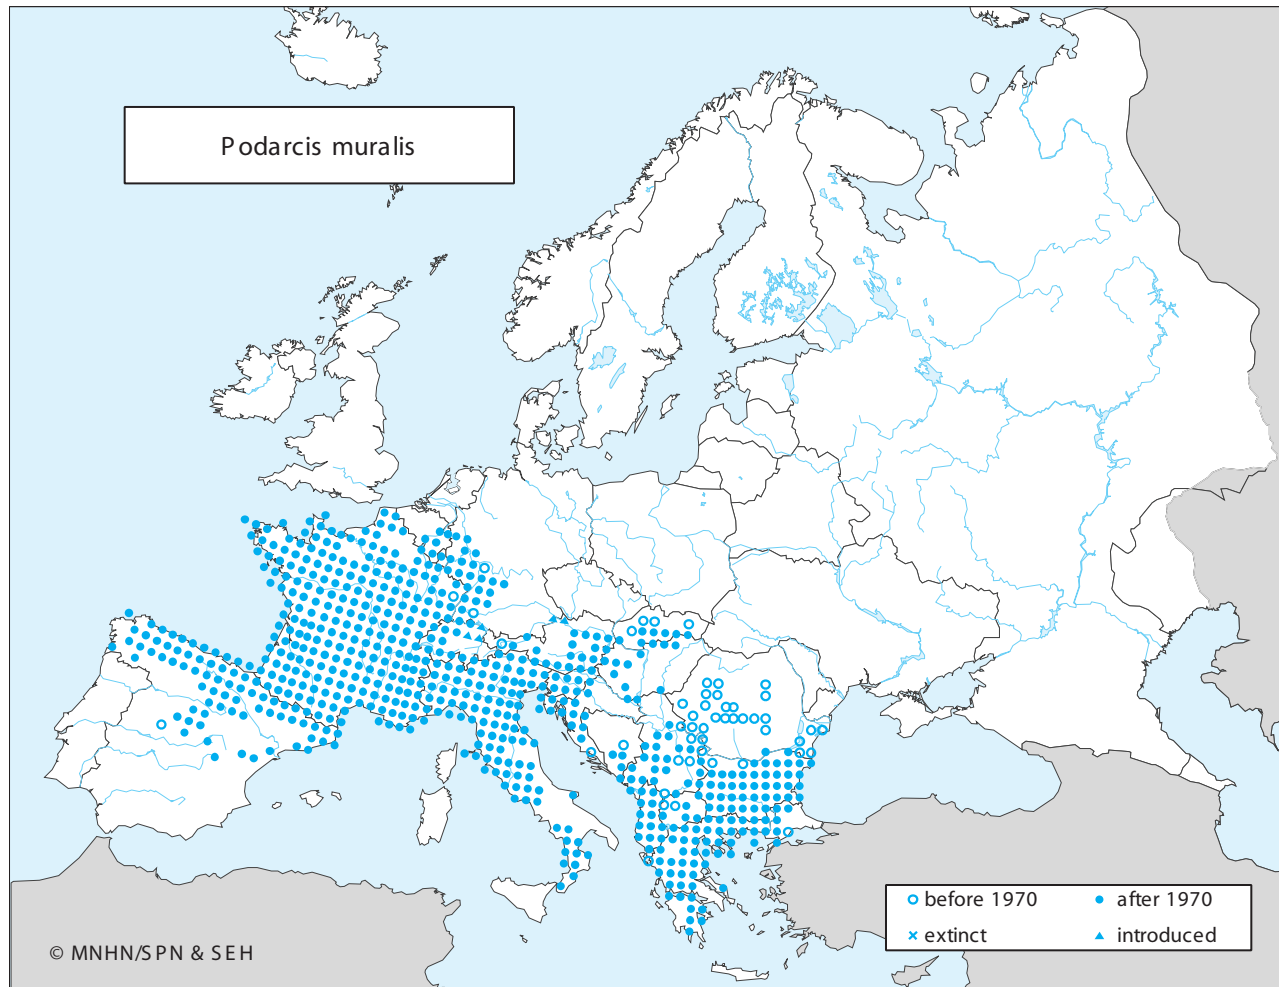 Podarcis muralis
before 1970
after 1970
extinct
introduced
© MNHN/SPN & SEH